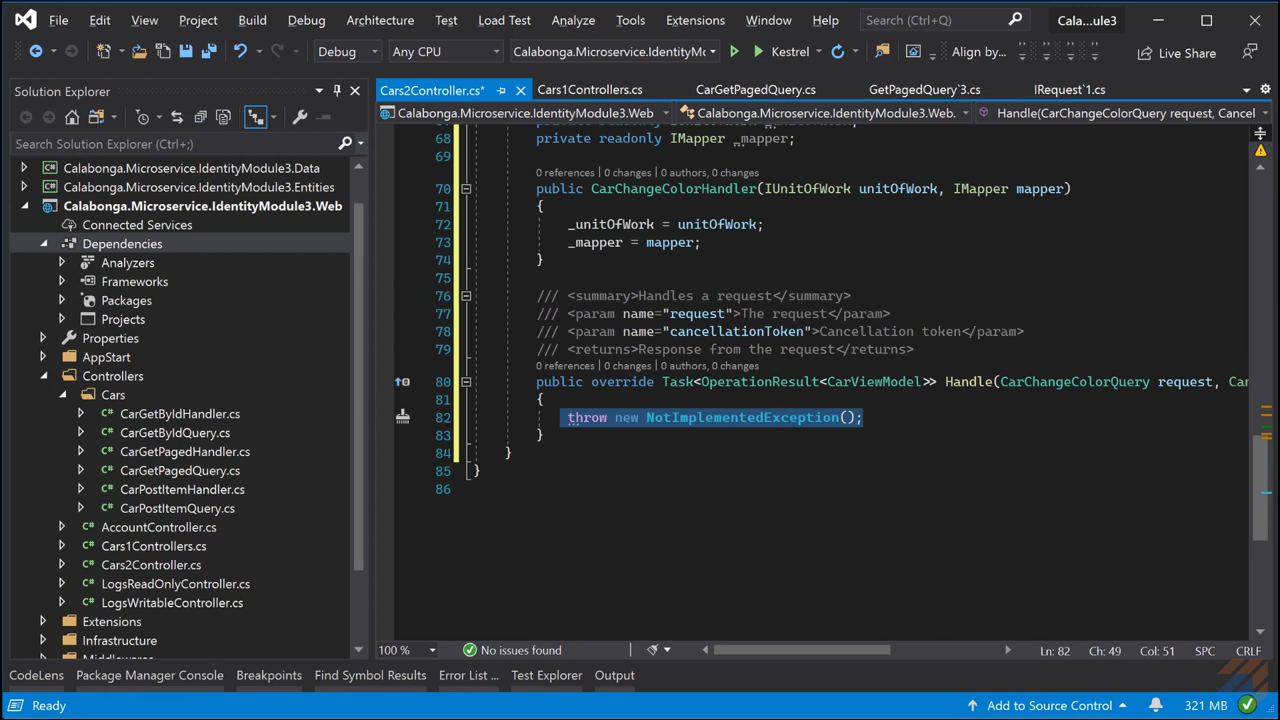 File Edit View Project Build Debug Architecture Test Load Test Analyze Tools Extensions Window Help Search (Ctrl+Q) Cala...ule3
Debug Any CPU Calabonga.Microservice.IdentityMo Kestrel Align by... Live Share
Solution Explorer
Search Solution Explorer (Ctrl+;)
Calabonga.Microservice.IdentityModule3.Data
Calabonga.Microservice.IdentityModule3.Entities
Calabonga.Microservice.IdentityModule3.Web
Connected Services
Dependencies
Analyzers
Frameworks
Packages
Projects
Properties
AppStart
Controllers
Cars
CarGetByIdHandler.cs
CarGetByIdQuery.cs
CarGetPagedHandler.cs
CarGetPagedQuery.cs
CarPostItemHandler.cs
CarPostItemQuery.cs
AccountController.cs
Cars1Controllers.cs
Cars2Controller.cs
LogsReadOnlyController.cs
LogsWritableController.cs
Extensions
Infrastructure
Cars2Controller.cs* Cars1Controllers.cs CarGetPagedQuery.cs GetPagedQuery`3.cs IRequest`1.cs
Calabonga.Microservice.IdentityModule3.Web Calabonga.Microservice.IdentityModule3.Web. Handle(CarChangeColorQuery request, Cancel
68 private readonly IMapper _mapper;
69
0 references | 0 changes | 0 authors, 0 changes
70 public CarChangeColorHandler(IUnitOfWork unitOfWork, IMapper mapper)
71 {
72 _unitOfWork = unitOfWork;
73 _mapper = mapper;
74 }
75
76 /// <summary>Handles a request</summary>
77 /// <param name="request">The request</param>
78 /// <param name="cancellationToken">Cancellation token</param>
79 /// <returns>Response from the request</returns>
0 references | 0 changes | 0 authors, 0 changes
80 public override Task<OperationResult<CarViewModel>> Handle(CarChangeColorQuery request, Ca
81 {
82 throw new NotImplementedException();
83 }
84 }
85 }
86
100 % No issues found Ln: 82 Ch: 49 Col: 51 SPC CRLF
CodeLens Package Manager Console Breakpoints Find Symbol Results Error List ... Test Explorer Output
Ready Add to Source Control 321 MB